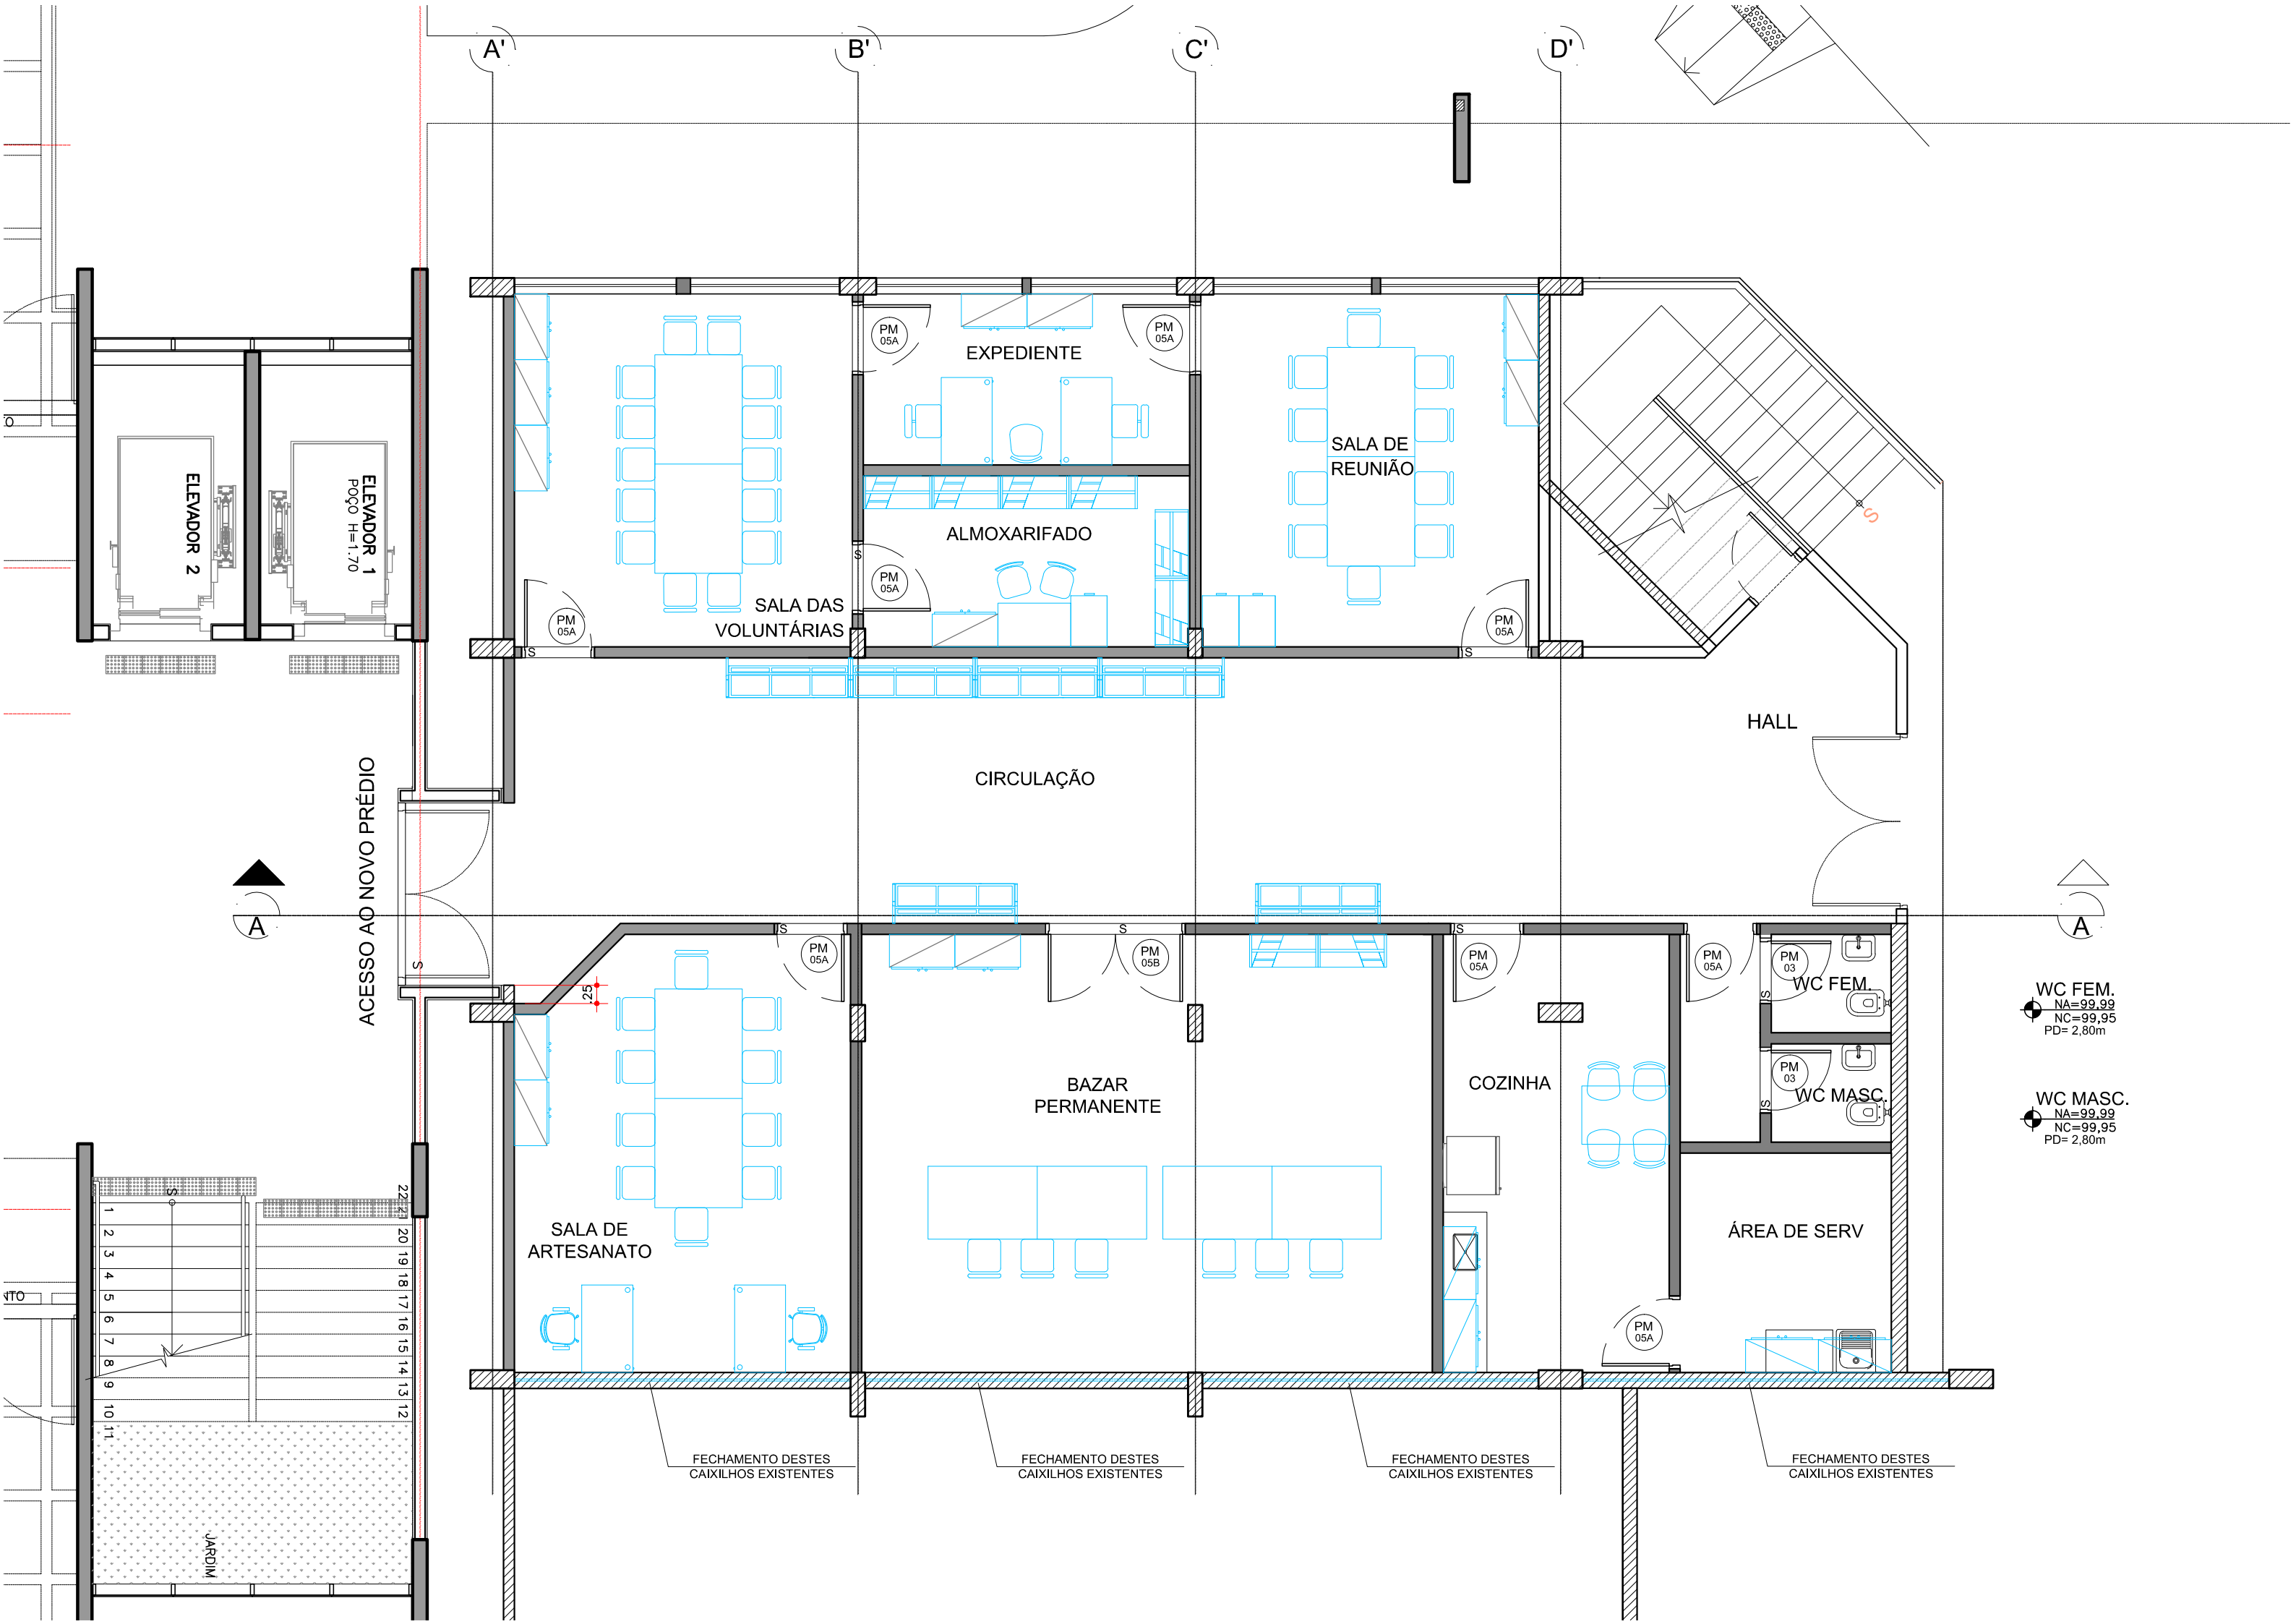 A'
B'
C'
D'
O
ELEVADOR 2
ELEVADOR 1
POÇO H=1.70
PM
05A
EXPEDIENTE
PM
05A
SALA DE
REUNIÃO
ALMOXARIFADO
S
PM
05A
SALA DAS
VOLUNTÁRIAS
PM
05A
S
PM
05A
S
S
HALL
CIRCULAÇÃO
ACESSO AO NOVO PRÉDIO
S
A
A
S
PM
05A
S
PM
05B
S
PM
05A
PM
05A
PM
03
WC FEM.
S
.25
PM
03
WC MASC.
S
WC FEM.
NA=99,99
NC=99,95
PD= 2,80m
WC MASC.
NA=99,99
NC=99,95
PD= 2,80m
BAZAR
PERMANENTE
COZINHA
SALA DE
ARTESANATO
ÁREA DE SERV
PM
05A
S
1
2
3
4
5
6
7
8
9
10
11
22
21
20
19
18
17
16
15
14
13
12
NTO
JARDIM
FECHAMENTO DESTES
CAIXILHOS EXISTENTES
FECHAMENTO DESTES
CAIXILHOS EXISTENTES
FECHAMENTO DESTES
CAIXILHOS EXISTENTES
FECHAMENTO DESTES
CAIXILHOS EXISTENTES